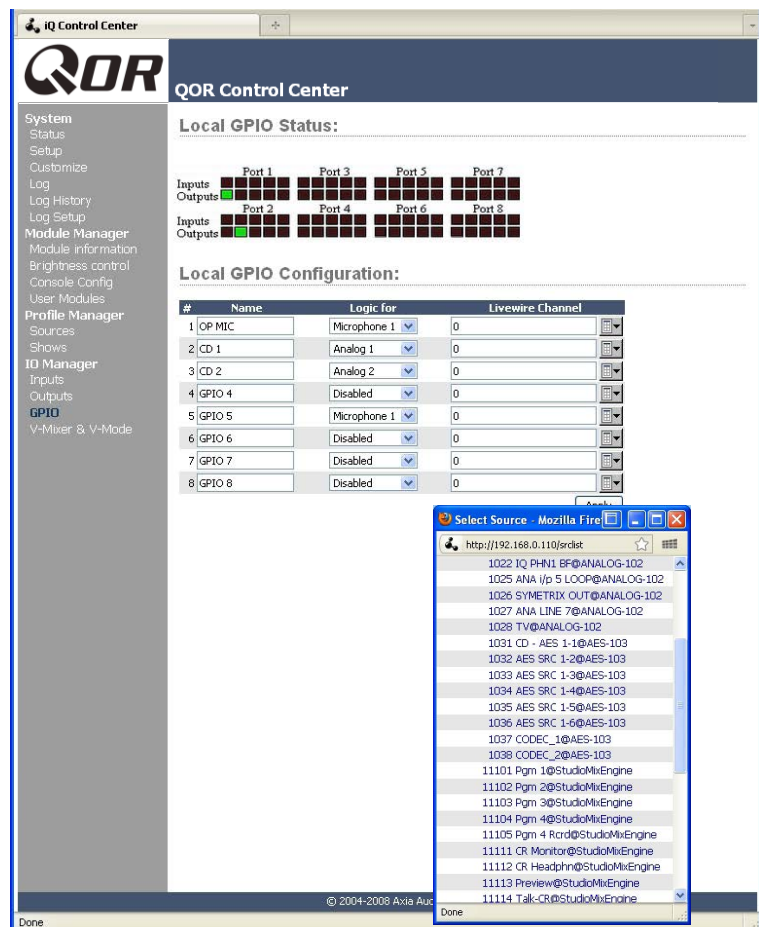 iQ Control Center
QOR
QOR Control Center
System
Status
Setup
Customize
Log
Log History
Log Setup
Module Manager
Module information
Brightness control
Console Config
User Modules
Profile Manager
Sources
Shows
IO Manager
Inputs
Outputs
GPIO
V-Mixer & V-Mode
Local GPIO Status:
Port 1 Port 3 Port 5 Port 7
Inputs
Outputs
Port 2 Port 4 Port 6 Port 8
Inputs
Outputs
Local GPIO Configuration:
# Name Logic for Livewire Channel
1 OP MIC Microphone 1 0
2 CD 1 Analog 1 0
3 CD 2 Analog 2 0
4 GPIO 4 Disabled 0
5 GPIO 5 Microphone 1 0
6 GPIO 6 Disabled 0
7 GPIO 7 Disabled 0
8 GPIO 8 Disabled 0
Apply
Select Source - Mozilla Fire
http://192.168.0.110/srclist
1022 IQ PHN1 BF@ANALOG-102
1025 ANA i/p 5 LOOP@ANALOG-102
1026 SYMETRIX OUT@ANALOG-102
1027 ANA LINE 7@ANALOG-102
1028 TV@ANALOG-102
1031 CD - AES 1-1@AES-103
1032 AES SRC 1-2@AES-103
1033 AES SRC 1-3@AES-103
1034 AES SRC 1-4@AES-103
1035 AES SRC 1-5@AES-103
1036 AES SRC 1-6@AES-103
1037 CODEC_1@AES-103
1038 CODEC_2@AES-103
11101 Pgm 1@StudioMixEngine
11102 Pgm 2@StudioMixEngine
11103 Pgm 3@StudioMixEngine
11104 Pgm 4@StudioMixEngine
11105 Pgm 4 Rcrd@StudioMixEngine
11111 CR Monitor@StudioMixEngine
11112 CR Headphn@StudioMixEngine
11113 Preview@StudioMixEngine
11114 Talk-CR@StudioMixEngine
Done
© 2004-2008 Axia Aud
Done